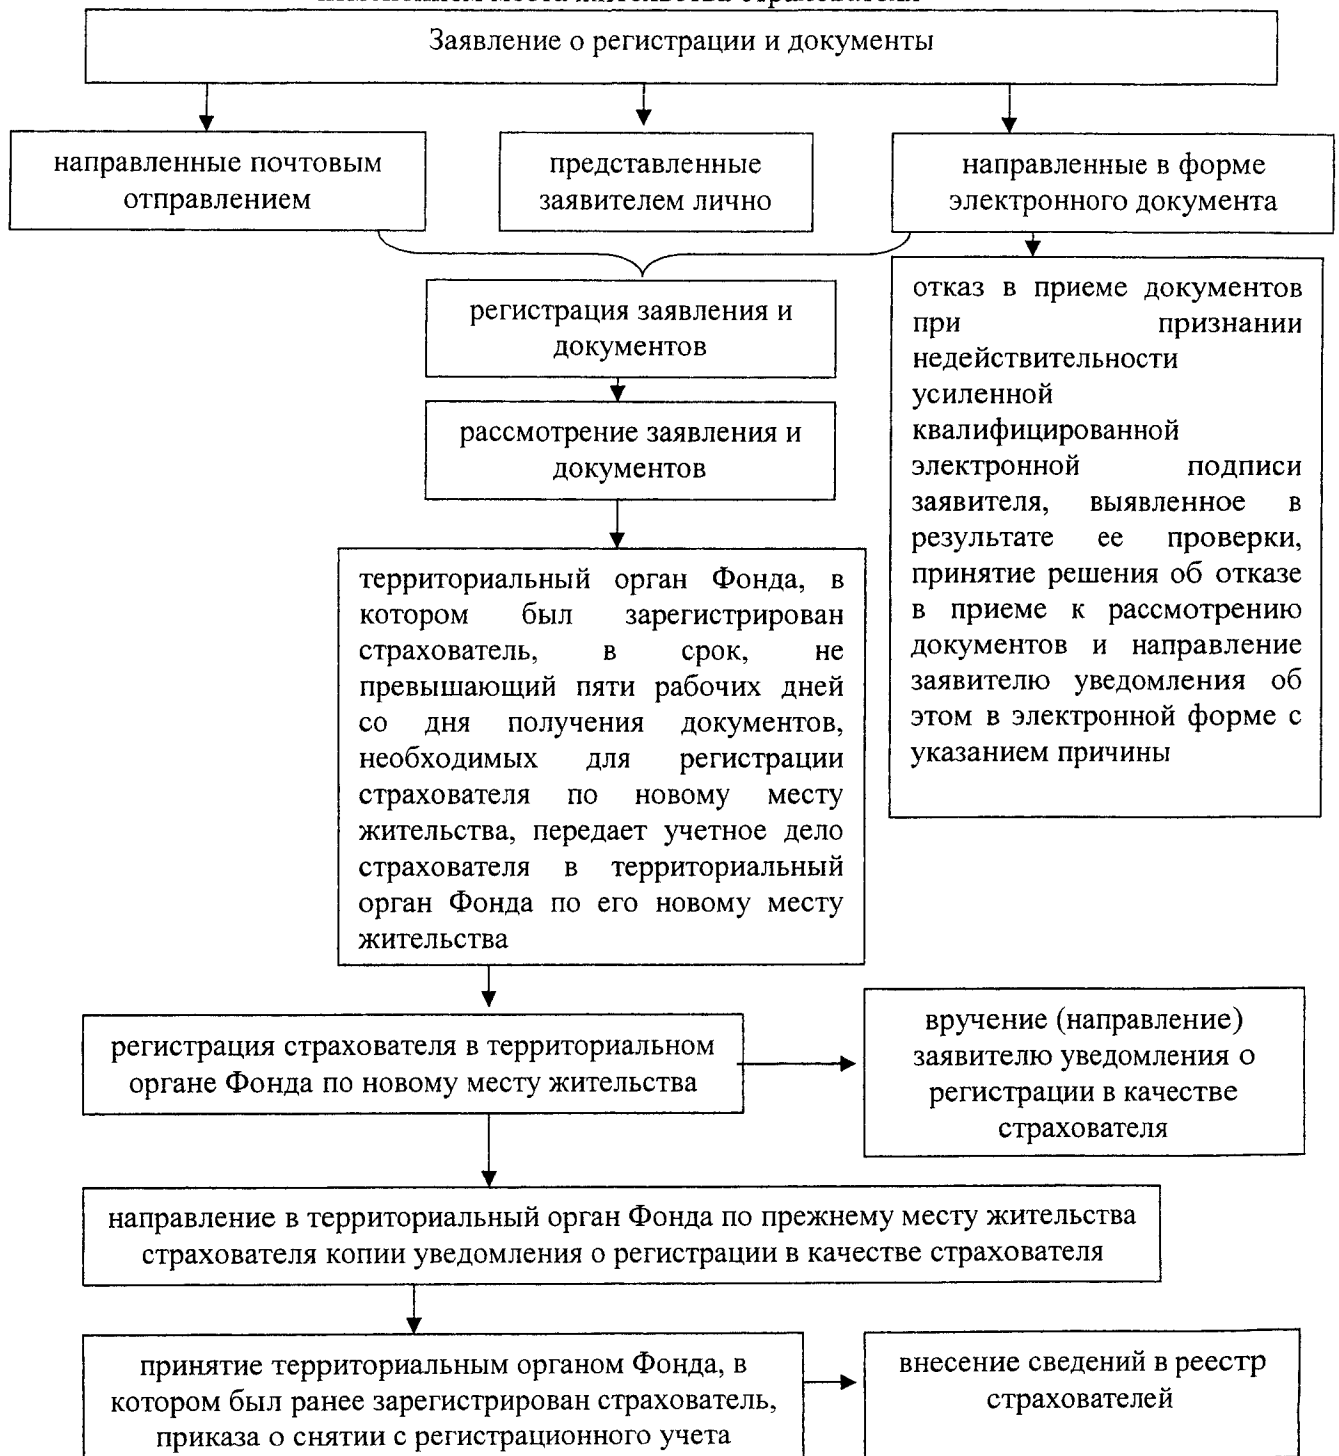 Заявление о регистрации и документы
направленные почтовым
отправлением
представленные
заявителем лично
направленные в форме
электронного документа
регистрация заявления и
документов
рассмотрение заявления и
документов
отказ в приеме документов
при признании
недействительности
усиленной
квалифицированной
электронной подписи
заявителя, выявленное в
результате ее проверки,
принятие решения об отказе
в приеме к рассмотрению
документов и направление
заявителю уведомления об
этом в электронной форме с
указанием причины
территориальный орган Фонда, в
котором был зарегистрирован
страхователь, в срок, не
превышающий пяти рабочих дней
со дня получения документов,
необходимых для регистрации
страхователя по новому месту
жительства, передает учетное дело
страхователя в территориальный
орган Фонда по его новому месту
жительства
регистрация страхователя в территориальном
органе Фонда по новому месту жительства
вручение (направление)
заявителю уведомления о
регистрации в качестве
страхователя
направление в территориальный орган Фонда по прежнему месту жительства
страхователя копии уведомления о регистрации в качестве страхователя
принятие территориальным органом Фонда, в
котором был ранее зарегистрирован страхователь,
приказа о снятии с регистрационного учета
внесение сведений в реестр
страхователей